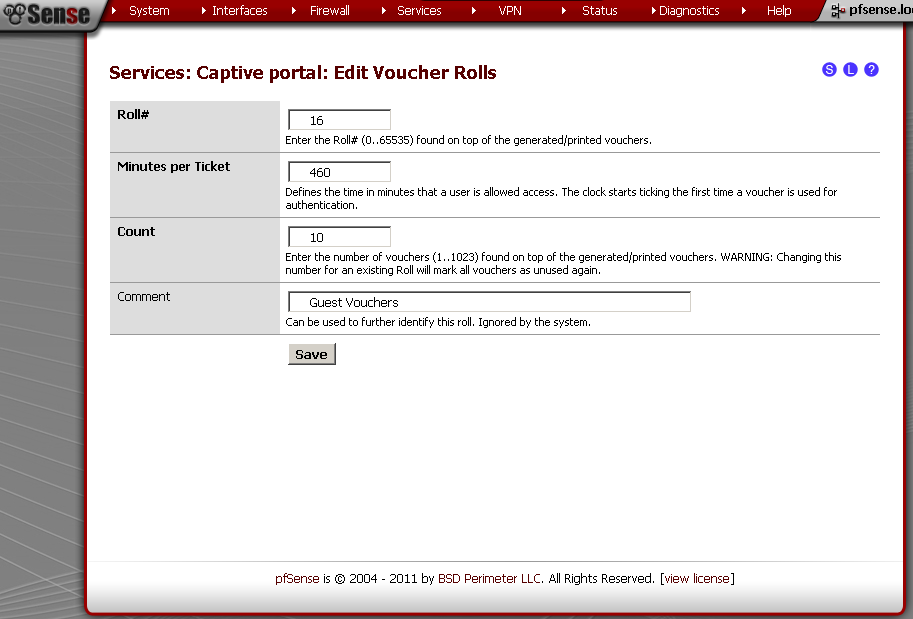 Sense
System Interfaces Firewall Services VPN Status Diagnostics Help pfsense.lo
Services: Captive portal: Edit Voucher Rolls
S L ?
Roll#
16
Enter the Roll# (0..65535) found on top of the generated/printed vouchers.
Minutes per Ticket
460
Defines the time in minutes that a user is allowed access. The clock starts ticking the first time a voucher is used for
authentication.
Count
10
Enter the number of vouchers (1..1023) found on top of the generated/printed vouchers. WARNING: Changing this
number for an existing Roll will mark all vouchers as unused again.
Comment
Guest Vouchers
Can be used to further identify this roll. Ignored by the system.
Save
pfSense is © 2004 - 2011 by BSD Perimeter LLC. All Rights Reserved. [view license]